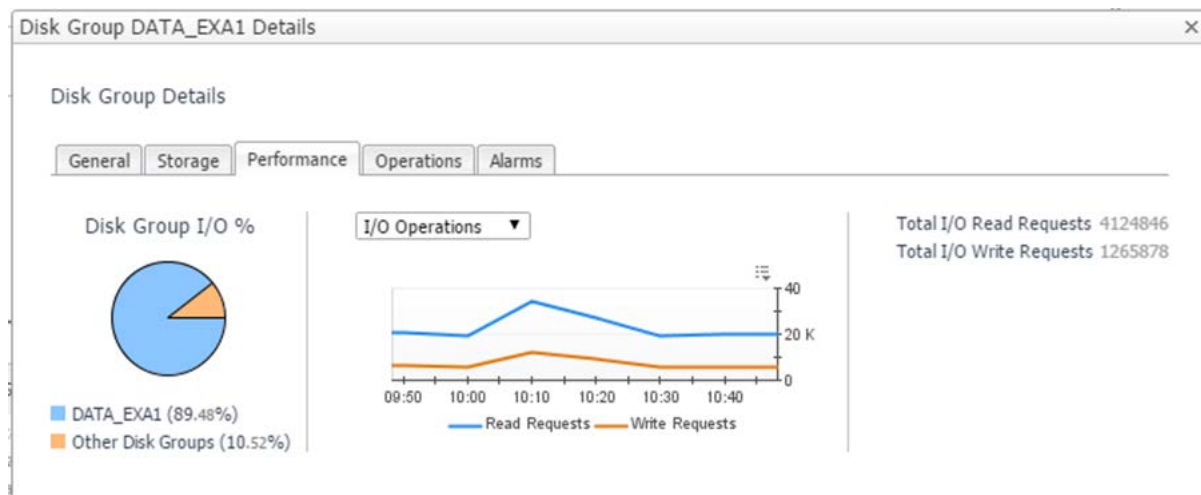 Disk Group DATA_EXA1 Details ×
Disk Group Details
General Storage Performance Operations Alarms
Disk Group I/O %
DATA_EXA1 (89.48%)
Other Disk Groups (10.52%)
I/O Operations ▼
40
20 K
0
09:50 10:00 10:10 10:20 10:30 10:40
Read Requests Write Requests
Total I/O Read Requests 4124846
Total I/O Write Requests 1265878